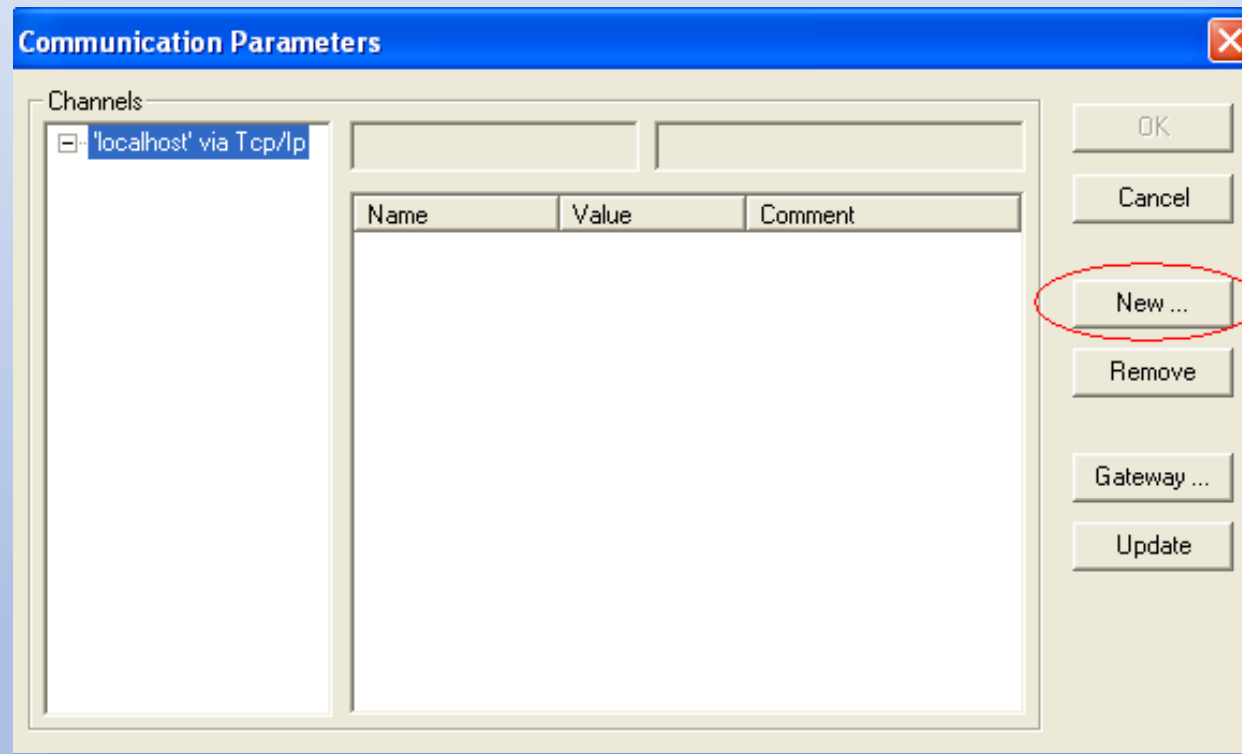 Communication Parameters
Channels
'localhost' via Tcp/Ip
Name Value Comment
OK
Cancel
New ...
Remove
Gateway ...
Update